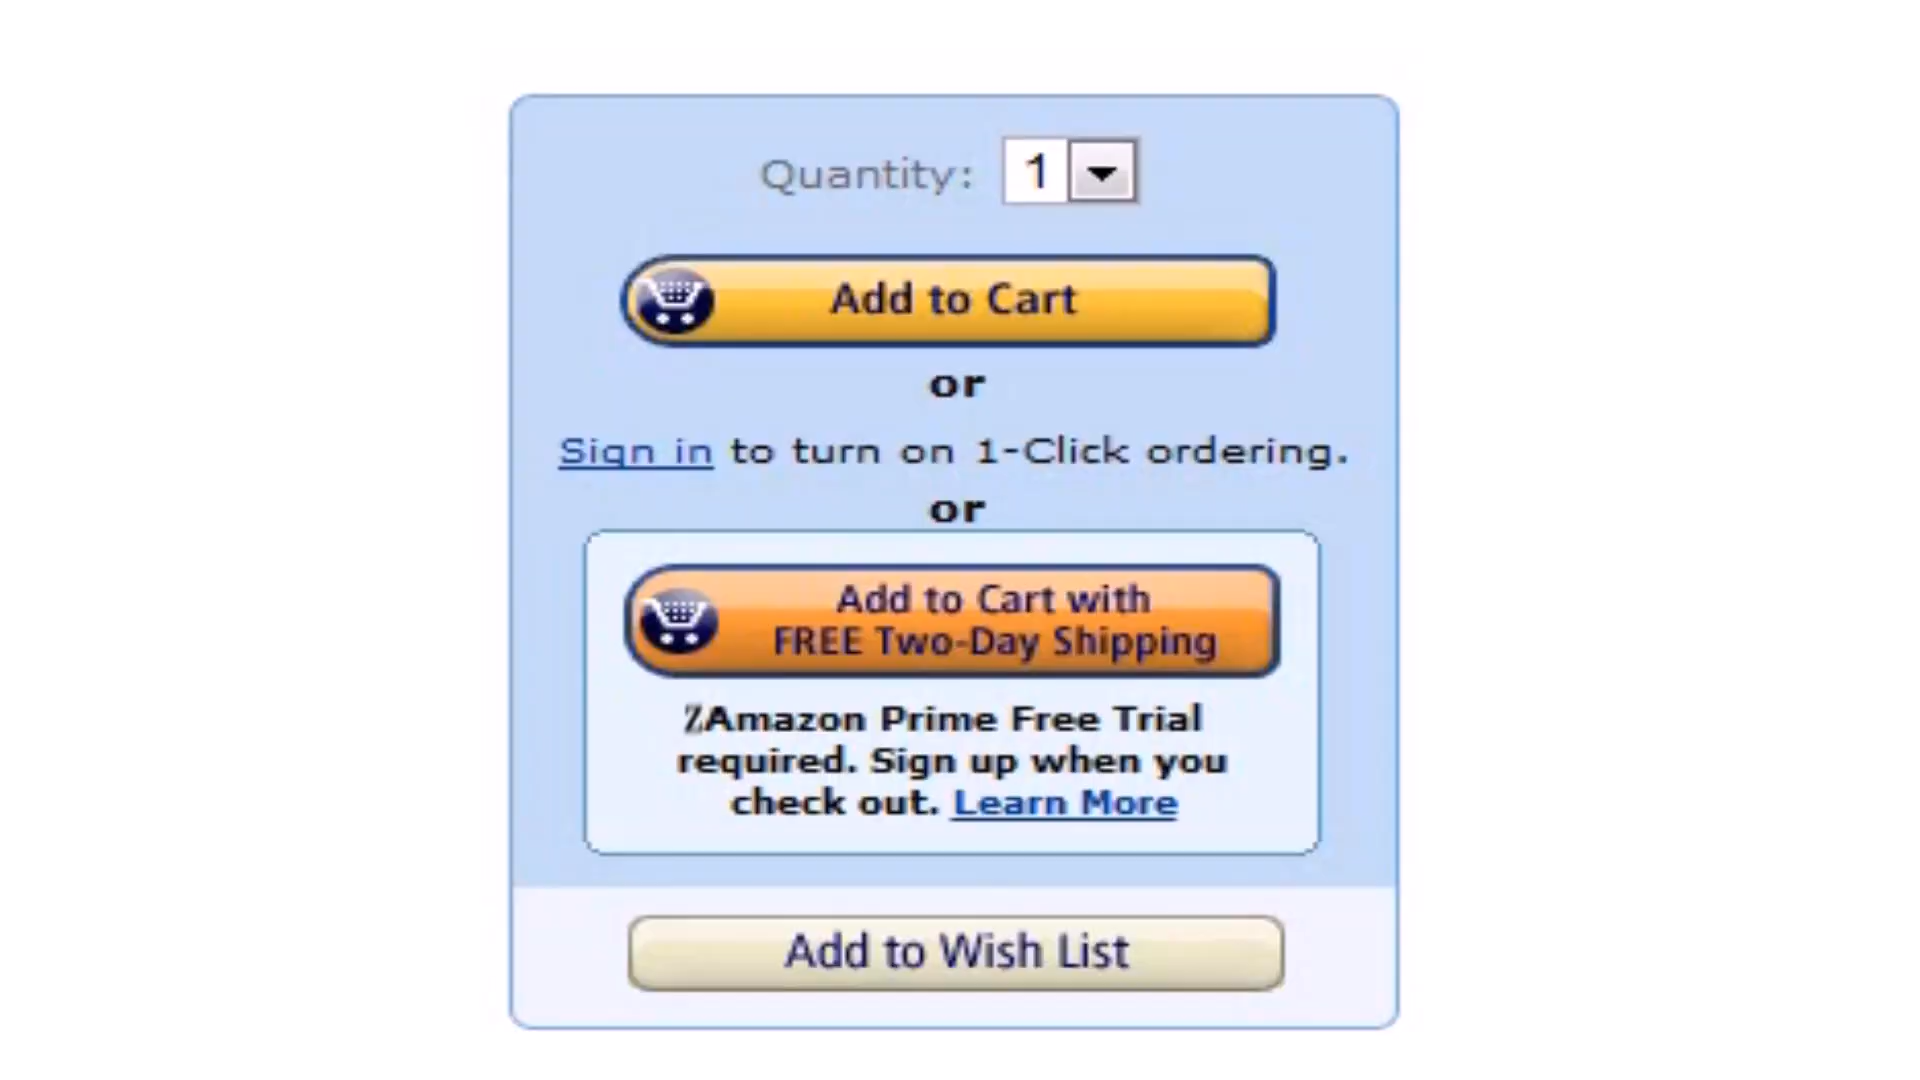 Quantity: 1
Add to Cart
or
Sign in to turn on 1-Click ordering.
or
Add to Cart with
FREE Two-Day Shipping
ZAmazon Prime Free Trial
required. Sign up when you
check out. Learn More
Add to Wish List